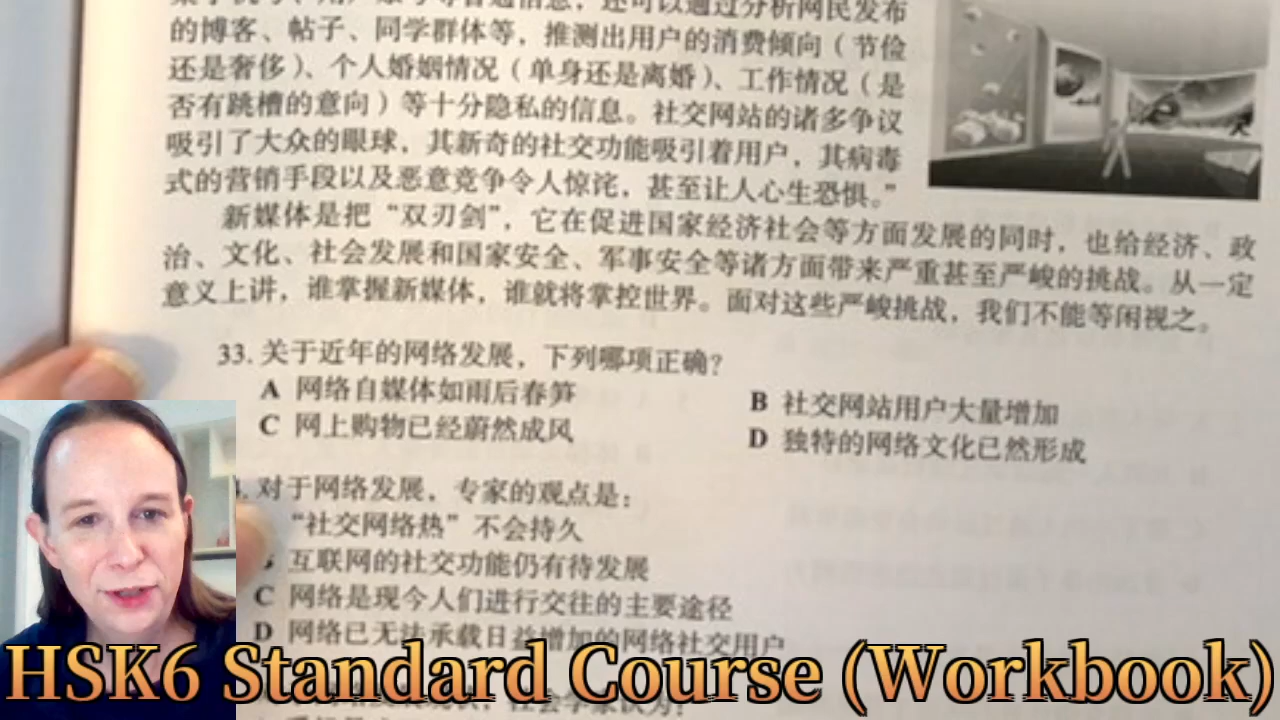 的博客、帖子、同学群体等，推测出用户的消费倾向（节俭
还是奢侈）、个人婚姻情况（单身还是离婚）、工作情况（是
否有跳槽的意向）等十分隐私的信息。社交网站的诸多争议
吸引了大众的眼球，其新奇的社交功能吸引着用户，其病毒
式的营销手段以及恶意竞争令人惊诧，甚至让人心生恐惧。”
新媒体是把“双刃剑”，它在促进国家经济社会等方面发展的同时，也给经济、政
治、文化、社会发展和国家安全、军事安全等诸方面带来严重甚至严峻的挑战。从一定
意义上讲，谁掌握新媒体，谁就将掌控世界。面对这些严峻挑战，我们不能等闲视之。
33. 关于近年的网络发展，下列哪项正确？
A 网络自媒体如雨后春笋
B 社交网站用户大量增加
C 网上购物已经蔚然成风
D 独特的网络文化已然形成
对于网络发展，专家的观点是：
“社交网络热”不会持久
互联网的社交功能仍有待发展
C 网络是现今人们进行交往的主要途径
D 网络已无法承载日益增加的网络社交用户
HSK6 Standard Course (Workbook)